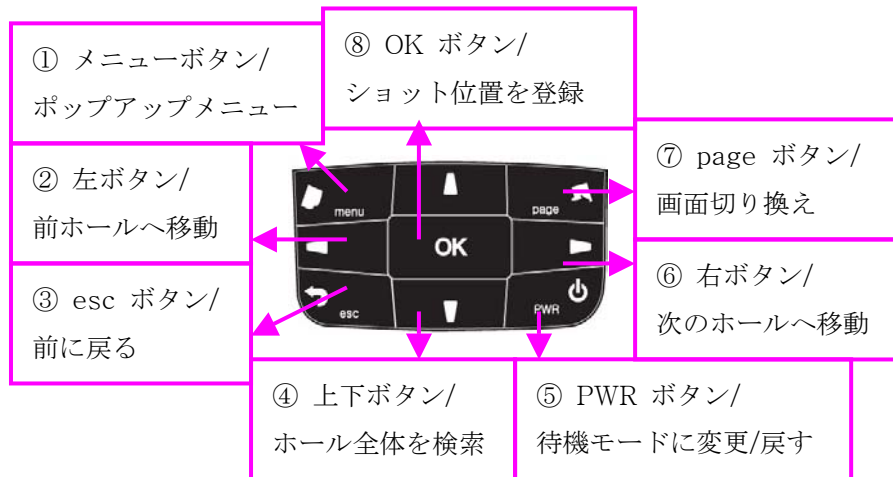 ① メニューボタン/
ポップアップメニュー
⑧ OK ボタン/
ショット位置を登録
② 左ボタン/
前ホールへ移動
③ esc ボタン/
前に戻る
menu
page
OK
esc
PWR
⑦ page ボタン/
画面切り換え
⑥ 右ボタン/
次のホールへ移動
④ 上下ボタン/
ホール全体を検索
⑤ PWR ボタン/
待機モードに変更/戻す